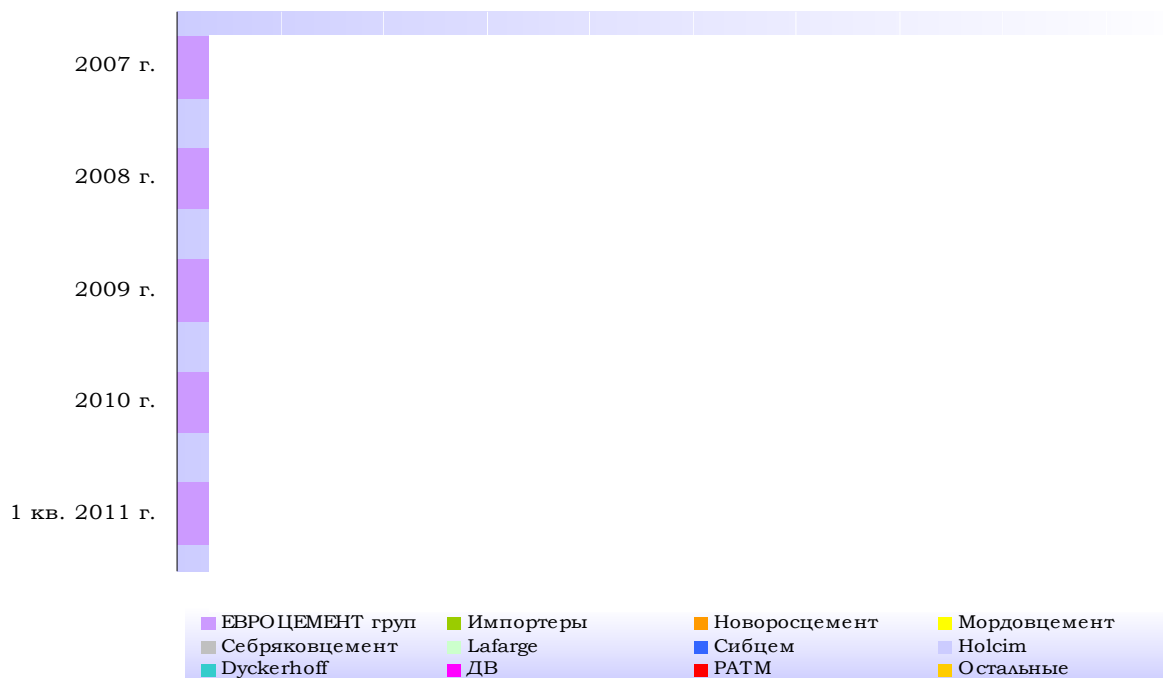 2007 г.
2008 г.
2009 г.
2010 г.
1 кв. 2011 г.
ЕВРОЦЕМЕНТ груп Импортеры Новоросцемент Мордовцемент
Себряковцемент Lafarge Сибцем Holcim
Dyckerhoff ДВ РАТМ Остальные